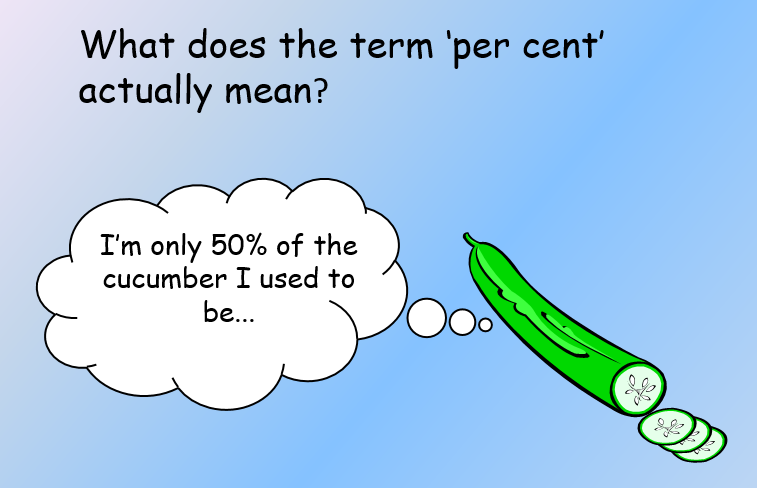 What does the term ‘per cent’
actually mean?
I’m only 50% of the
cucumber I used to
be...